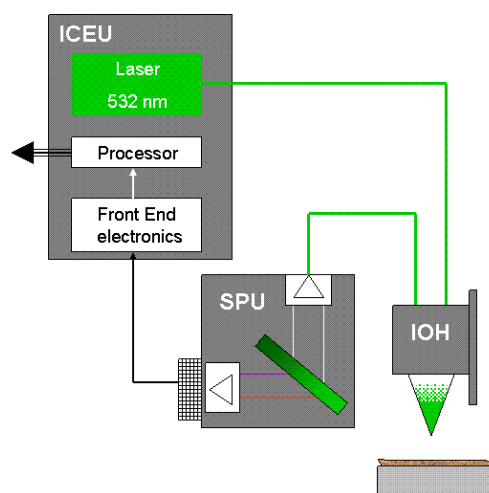 ICEU
Laser
532 nm
Processor
Front End
electronics
SPU
IOH